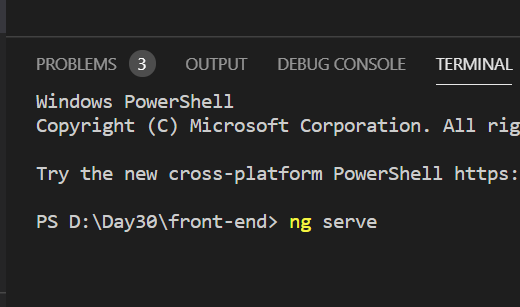 PROBLEMS 3 OUTPUT DEBUG CONSOLE TERMINAL
Windows PowerShell
Copyright (C) Microsoft Corporation. All rig
Try the new cross-platform PowerShell https:
PS D:\Day30\front-end> ng serve